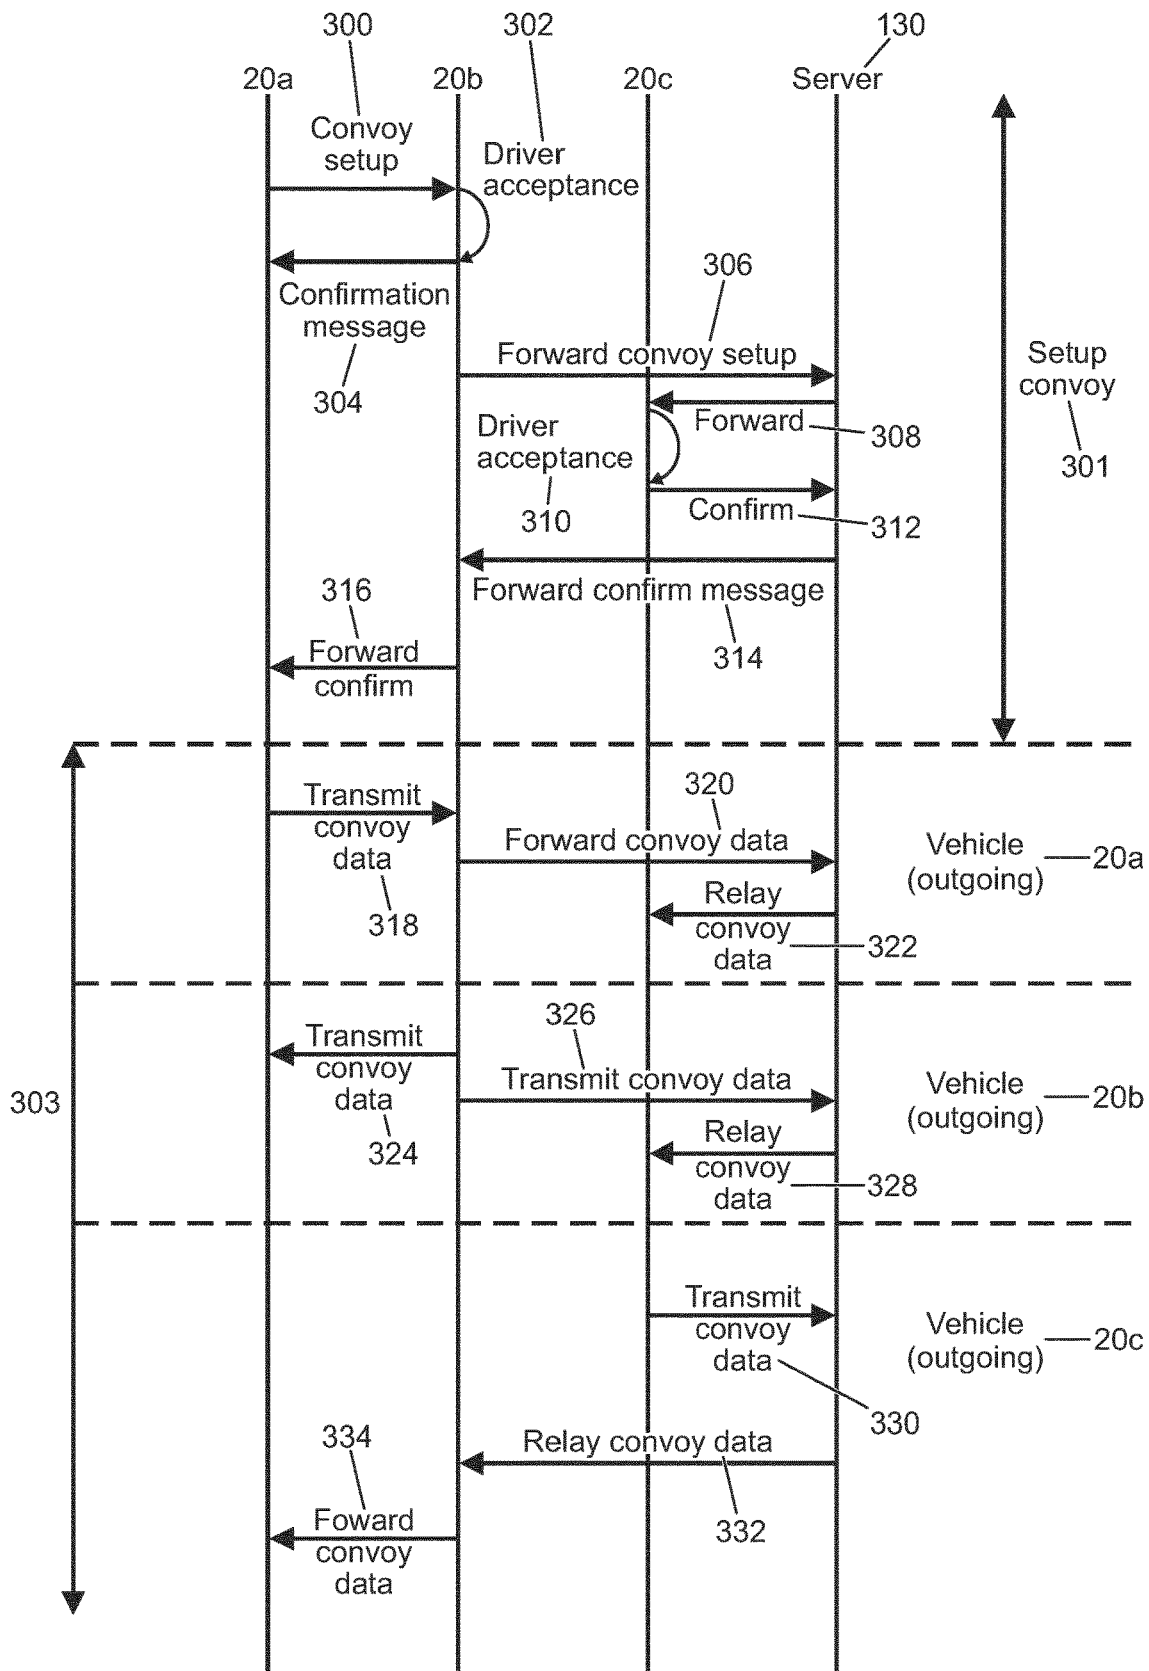 300
302
130
20a
20b
20c
Server
Convoy
setup
Driver
acceptance
306
Confirmation
message
304
Forward convoy setup
Setup
convoy
301
Forward
308
Driver
acceptance
310
Confirm
312
316
Forward confirm message
314
Forward
confirm
320
Transmit
convoy
data
318
Forward convoy data
Vehicle
(outgoing)
20a
Relay
convoy
data
322
326
Transmit
convoy
data
324
303
Transmit convoy data
Vehicle
(outgoing)
20b
Relay
convoy
data
328
Transmit
convoy
data
330
Vehicle
(outgoing)
20c
334
Relay convoy data
332
Foward
convoy
data